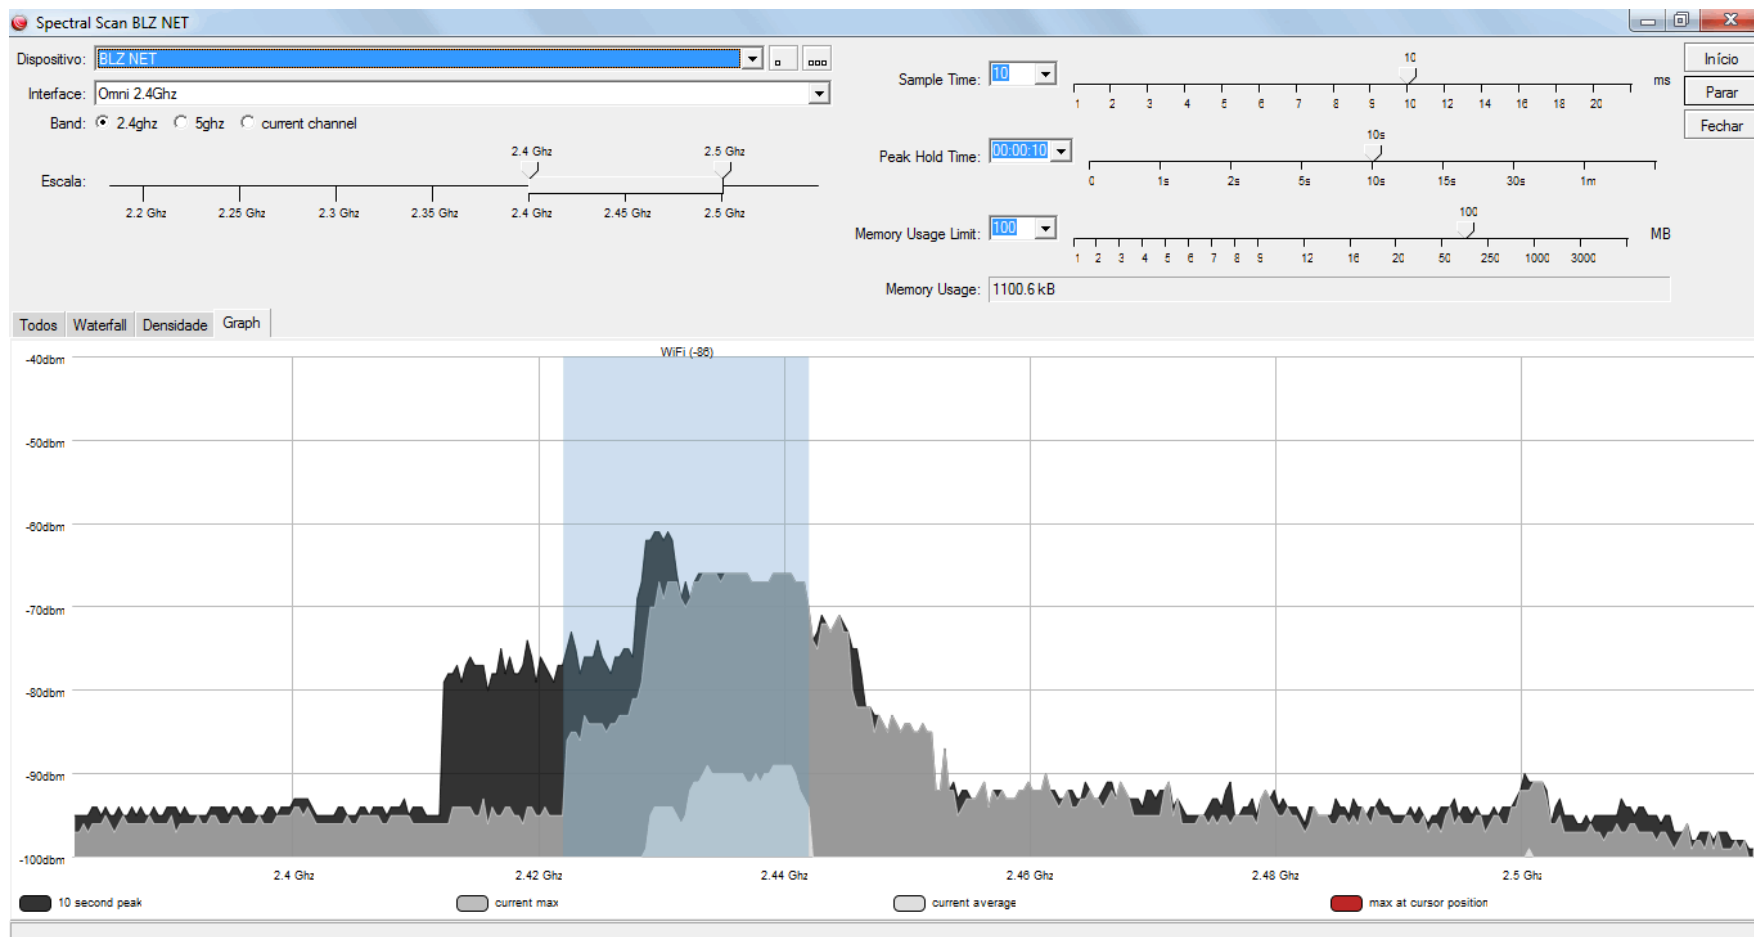 Spectral Scan BLZ NET
Dispositivo: BLZ NET
Interface: Omni 2.4Ghz
Band: 2.4ghz 5ghz current channel
2.4 Ghz 2.5 Ghz
Escala:
2.2 Ghz 2.25 Ghz 2.3 Ghz 2.35 Ghz 2.4 Ghz 2.45 Ghz 2.5 Ghz
10
Sample Time: 10 ms
1 2 3 4 5 6 7 8 9 10 12 14 16 18 20
10s
Peak Hold Time: 00:00:10
0 1s 2s 5s 10s 15s 30s 1m
100
Memory Usage Limit: 100 MB
1 2 3 4 5 6 7 8 9 12 16 20 50 250 1000 3000
Memory Usage: 1100.6 kB
Início
Parar
Fechar
Todos Waterfall Densidade Graph
WiFi (-86)
-40dbm
-50dbm
-60dbm
-70dbm
-80dbm
-90dbm
-100dbm
2.4 Ghz 2.42 Ghz 2.44 Ghz 2.46 Ghz 2.48 Ghz 2.5 Ghz
10 second peak current max current average max at cursor position